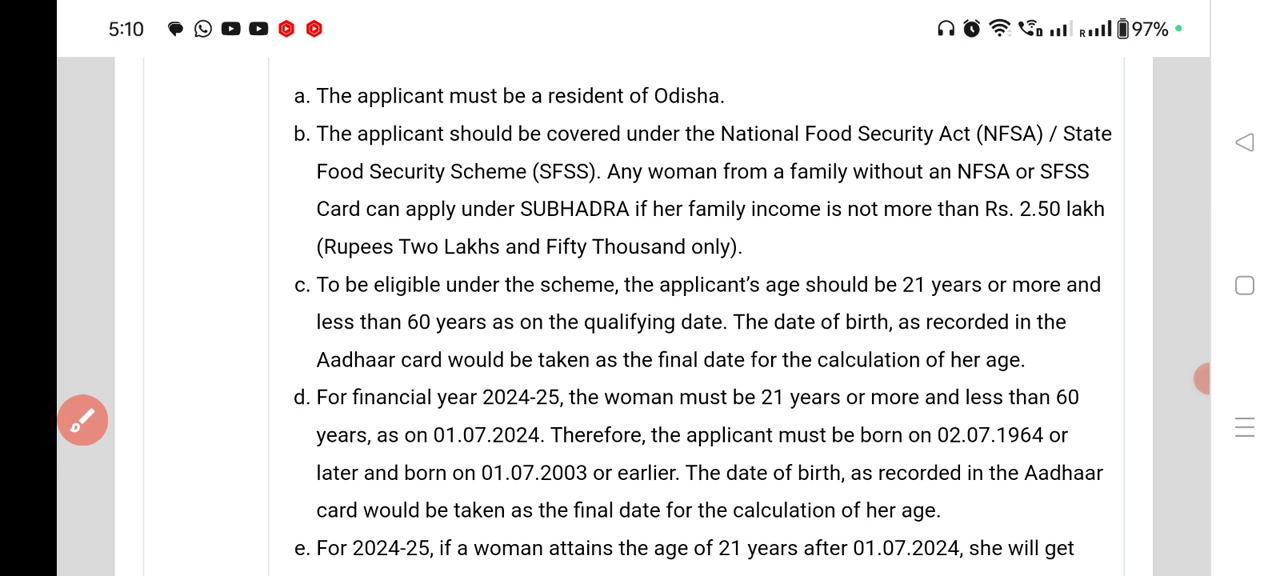 5:10
R 97%
a. The applicant must be a resident of Odisha.
b. The applicant should be covered under the National Food Security Act (NFSA) / State
Food Security Scheme (SFSS). Any woman from a family without an NFSA or SFSS
Card can apply under SUBHADRA if her family income is not more than Rs. 2.50 lakh
(Rupees Two Lakhs and Fifty Thousand only).
c. To be eligible under the scheme, the applicant’s age should be 21 years or more and
less than 60 years as on the qualifying date. The date of birth, as recorded in the
Aadhaar card would be taken as the final date for the calculation of her age.
d. For financial year 2024-25, the woman must be 21 years or more and less than 60
years, as on 01.07.2024. Therefore, the applicant must be born on 02.07.1964 or
later and born on 01.07.2003 or earlier. The date of birth, as recorded in the Aadhaar
card would be taken as the final date for the calculation of her age.
e. For 2024-25, if a woman attains the age of 21 years after 01.07.2024, she will get